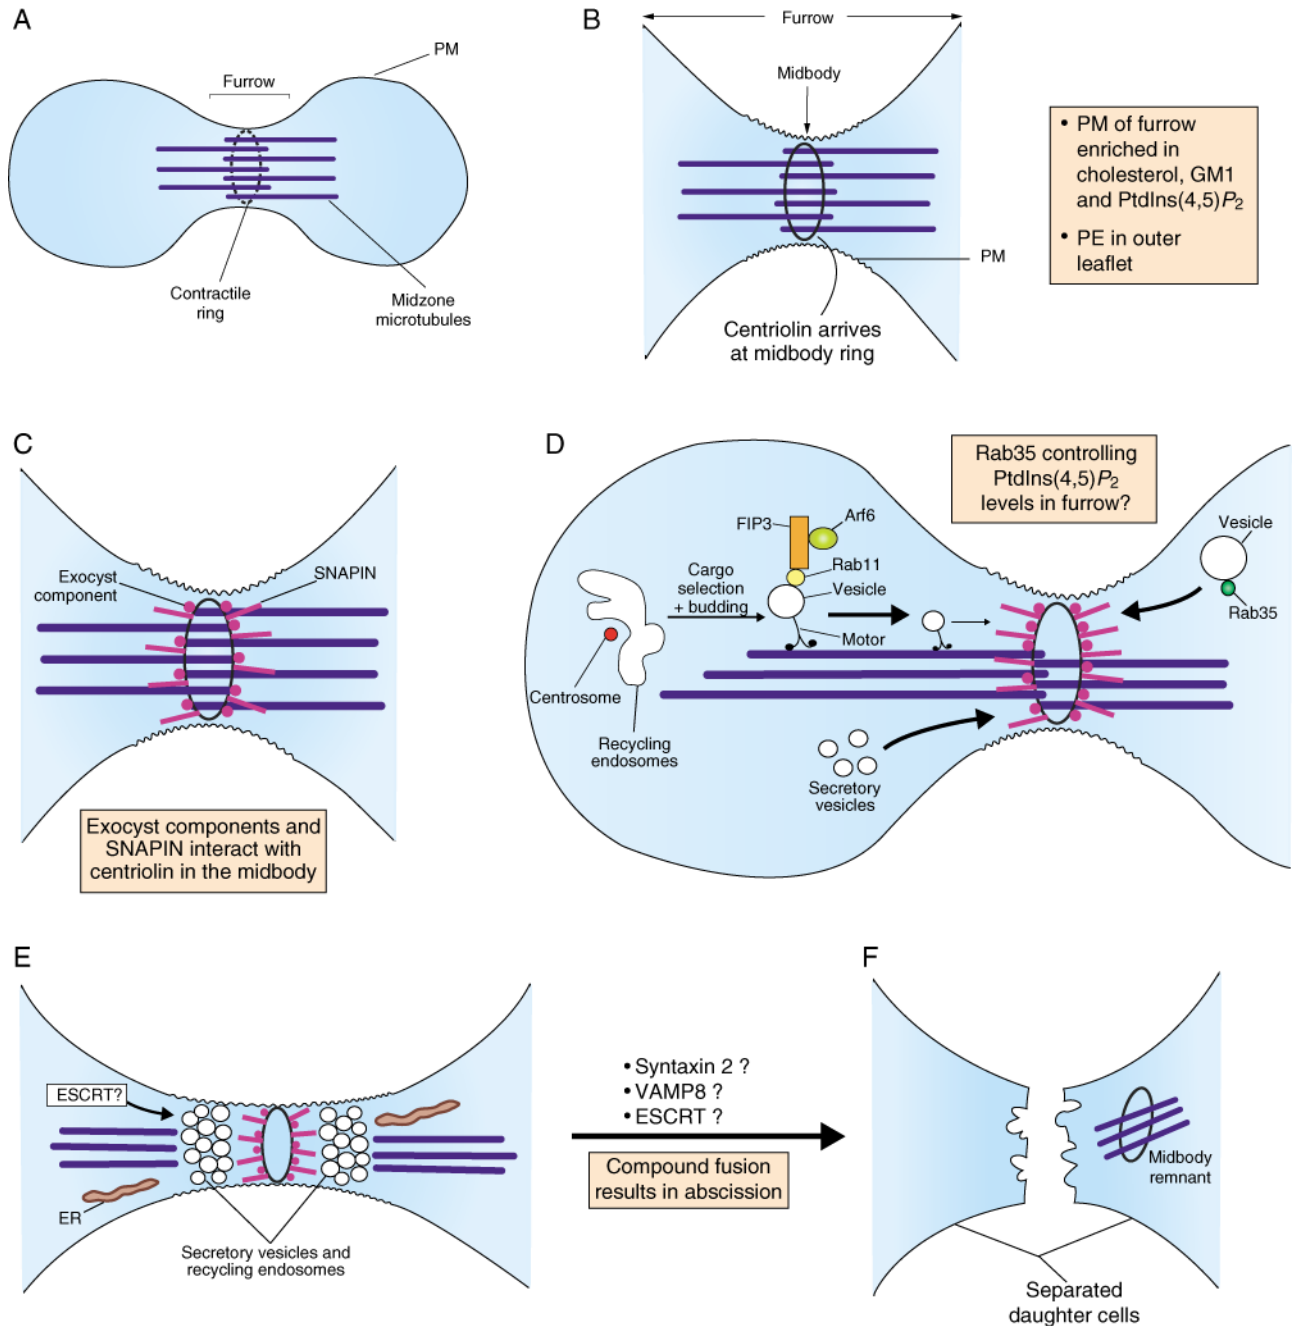 A
PM
Furrow
Contractile
ring
Midzone
microtubules
B
Furrow
Midbody
PM
Centriolin arrives
at midbody ring
• PM of furrow
enriched in
cholesterol, GM1
and PtdIns(4,5)P2
• PE in outer
leaflet
C
Exocyst
component
SNAPIN
Exocyst components and
SNAPIN interact with
centriolin in the midbody
D
Rab35 controlling
PtdIns(4,5)P2
levels in furrow?
FIP3
Arf6
Rab11
Vesicle
Motor
Cargo
selection
+ budding
Centrosome
Recycling
endosomes
Secretory
vesicles
Vesicle
Rab35
E
ESCRT?
ER
Secretory vesicles and
recycling endosomes
• Syntaxin 2 ?
• VAMP8 ?
• ESCRT ?
Compound fusion
results in abscission
F
Midbody
remnant
Separated
daughter cells